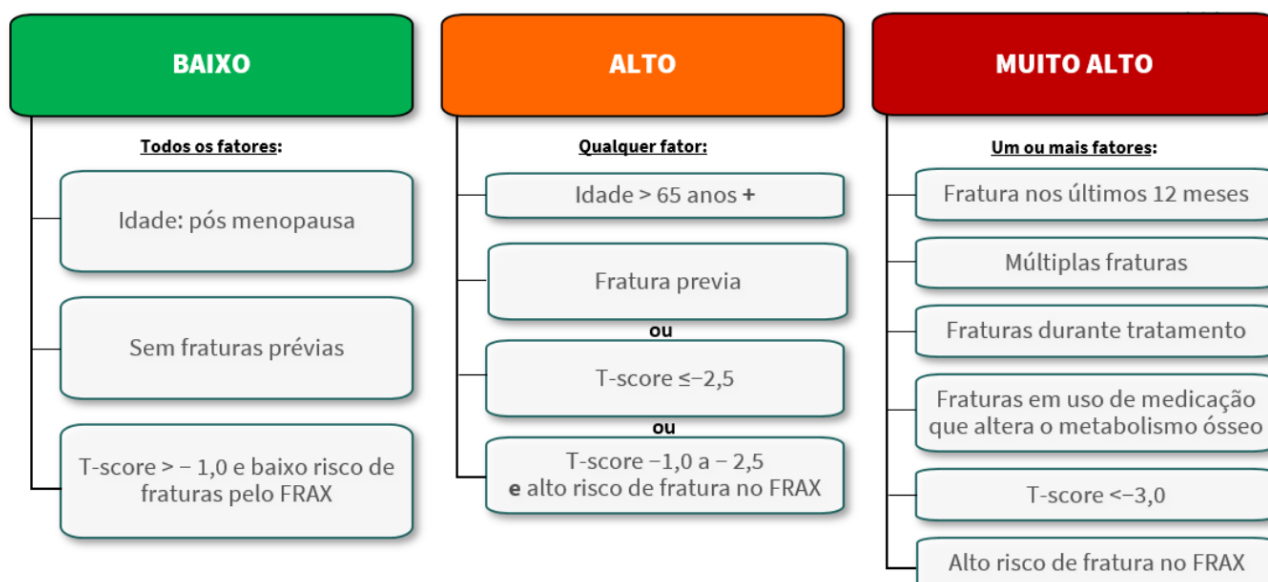 BAIXO
Todos os fatores:
Idade: pós menopausa
Sem fraturas prévias
T-score > − 1,0 e baixo risco de
fraturas pelo FRAX
ALTO
Qualquer fator:
Idade > 65 anos +
Fratura previa
ou
T-score ≤−2,5
ou
T-score −1,0 a − 2,5
e alto risco de fratura no FRAX
MUITO ALTO
Um ou mais fatores:
Fratura nos últimos 12 meses
Múltiplas fraturas
Fraturas durante tratamento
Fraturas em uso de medicação
que altera o metabolismo ósseo
T-score <−3,0
Alto risco de fratura no FRAX